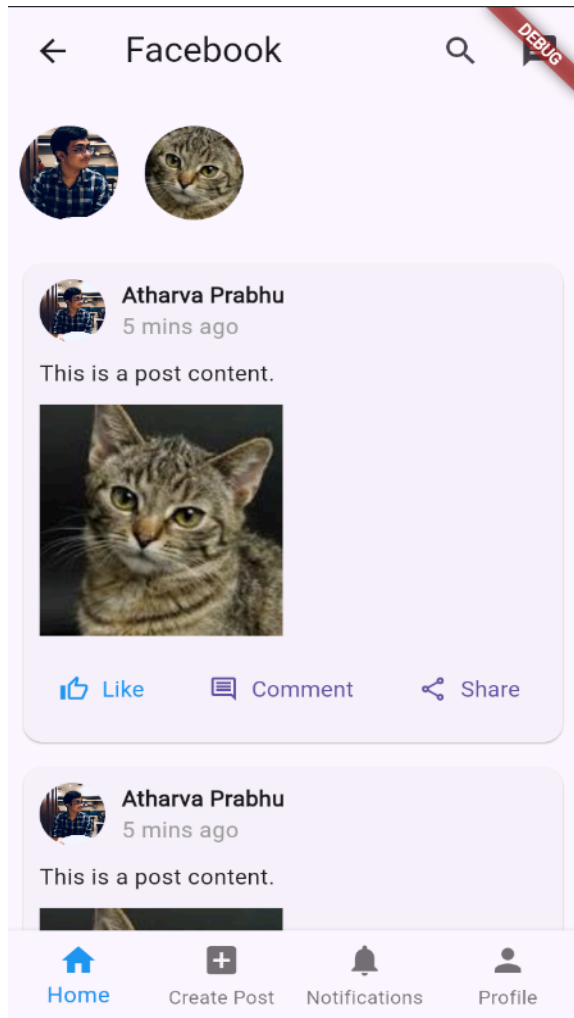 Facebook
DEBUG
Atharva Prabhu
5 mins ago
This is a post content.
Like Comment Share
Atharva Prabhu
5 mins ago
This is a post content.
Home Create Post Notifications Profile